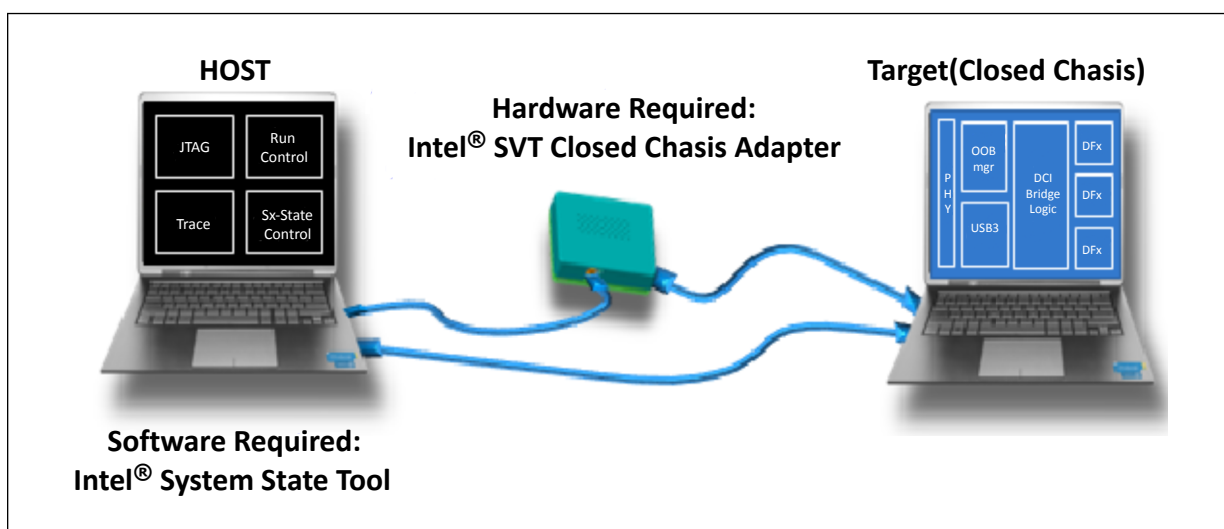 HOST
Target(Closed Chasis)
Hardware Required:
Intel® SVT Closed Chasis Adapter
JTAG
Run
Control
Trace
Sx-State
Control
P
H
Y
OOB
mgr
USB3
DCI
Bridge
Logic
DFx
DFx
DFx
Software Required:
Intel® System State Tool